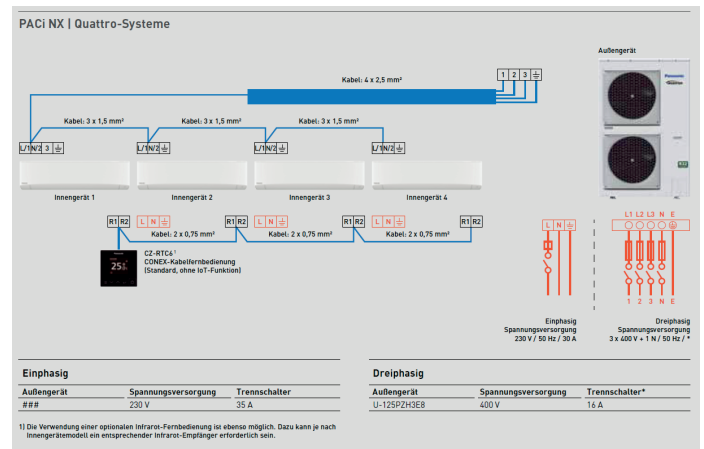 PACi NX | Quattro-Systeme
Außengerät
Kabel: 4 x 2,5 mm²
1 2 3
Panasonic
Kabel: 3 x 1,5 mm² Kabel: 3 x 1,5 mm² Kabel: 3 x 1,5 mm²
L/1 N/2 3 L/1 N/2 L/1 N/2 L/1 N/2
R32
Innengerät 1 Innengerät 2 Innengerät 3 Innengerät 4
R1 R2 L N R1 R2 L N R1 R2 L N R1 R2
Kabel: 2 x 0,75 mm² Kabel: 2 x 0,75 mm² Kabel: 2 x 0,75 mm²
L N
L1 L2 L3 N E
CZ-RTC6 1
CONEX-Kabelfernbedienung
(Standard, ohne IoT-Funktion)
25
1 2 3 N E
Einphasig
Spannungsversorgung
230 V / 50 Hz / 30 A
Dreiphasig
Spannungsversorgung
3 x 400 V + 1 N / 50 Hz / *
Einphasig
Außengerät Spannungsversorgung Trennschalter
### 230 V 35 A
Dreiphasig
Außengerät Spannungsversorgung Trennschalter*
U-125PZH3E8 400 V 16 A
1) Die Verwendung einer optionalen Infrarot-Fernbedienung ist ebenso möglich. Dazu kann je nach
Innengerätemodell ein entsprechender Infrarot-Empfänger erforderlich sein.